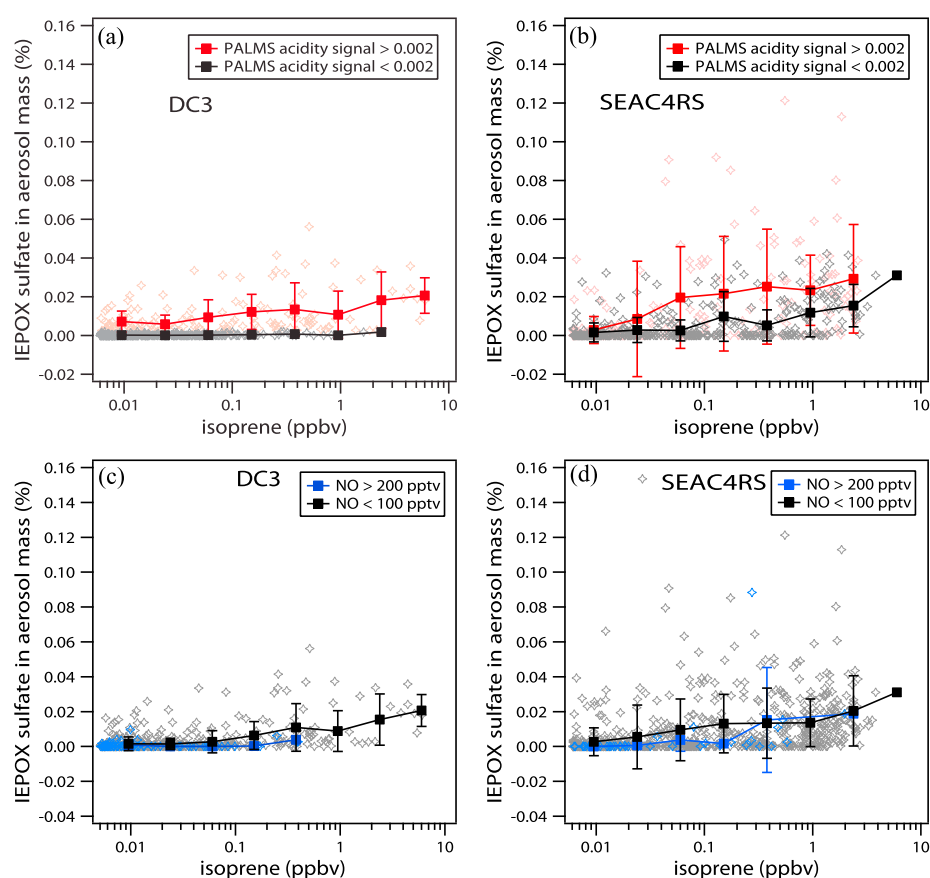 (a)
PALMS acidity signal > 0.002
PALMS acidity signal < 0.002
DC3
IEPOX sulfate in aerosol mass (%)
0.16
0.14
0.12
0.10
0.08
0.06
0.04
0.02
0.00
-0.02
0.01
0.1
1
10
isoprene (ppbv)
(b)
PALMS acidity signal > 0.002
PALMS acidity signal < 0.002
SEAC4RS
IEPOX sulfate in aerosol mass (%)
0.16
0.14
0.12
0.10
0.08
0.06
0.04
0.02
0.00
-0.02
0.01
0.1
1
10
isoprene (ppbv)
(c)
DC3
NO > 200 pptv
NO < 100 pptv
IEPOX sulfate in aerosol mass (%)
0.16
0.14
0.12
0.10
0.08
0.06
0.04
0.02
0.00
-0.02
-0.04
0.01
0.1
1
10
isoprene (ppbv)
(d)
SEAC4RS
NO > 200 pptv
NO < 100 pptv
IEPOX sulfate in aerosol mass (%)
0.16
0.14
0.12
0.10
0.08
0.06
0.04
0.02
0.00
-0.02
-0.04
0.01
0.1
1
10
isoprene (ppbv)